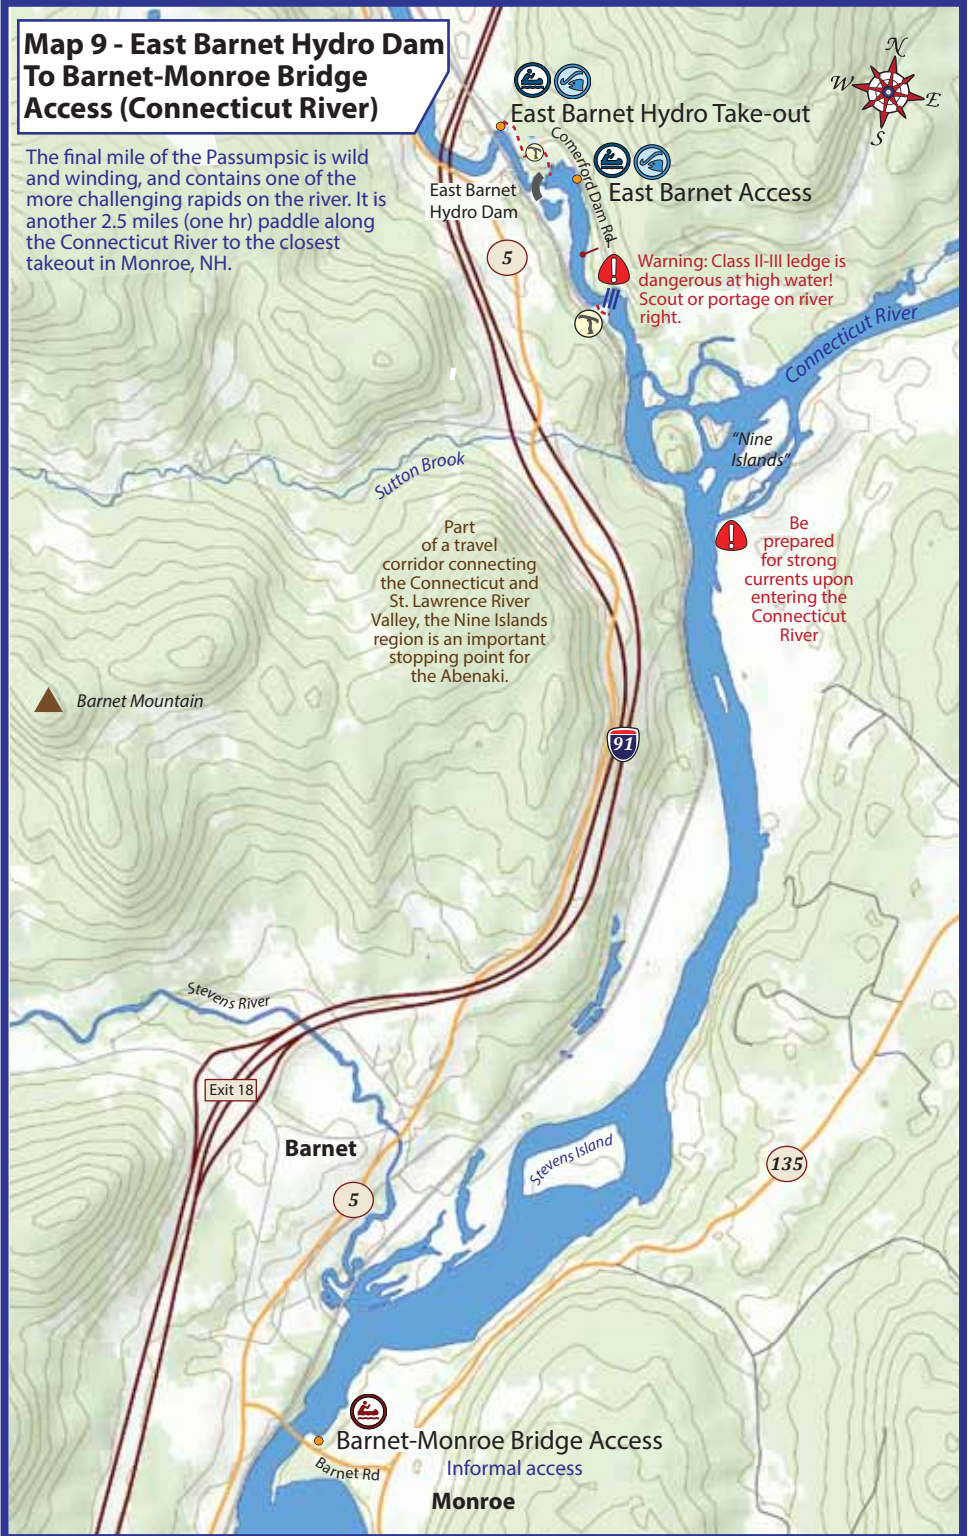 Map 9 - East Barnet Hydro Dam
To Barnet-Monroe Bridge
Access (Connecticut River)
The final mile of the Passumpsic is wild
and winding, and contains one of the
more challenging rapids on the river. It is
another 2.5 miles (one hr) paddle along
the Connecticut River to the closest
takeout in Monroe, NH.
N
W
E
S
East Barnet Hydro Take-out
Comerford Dam Rd
East Barnet Access
East Barnet
Hydro Dam
5
Warning: Class II-III ledge is
dangerous at high water!
Scout or portage on river
right.
Connecticut River
"Nine
Islands"
Sutton Brook
Part
of a travel
corridor connecting
the Connecticut and
St. Lawrence River
Valley, the Nine Islands
region is an important
stopping point for
the Abenaki.
Be
prepared
for strong
currents upon
entering the
Connecticut
River
Barnet Mountain
91
Stevens River
Exit 18
Barnet
Stevens Island
135
5
Barnet-Monroe Bridge Access
Informal access
Barnet Rd
Monroe